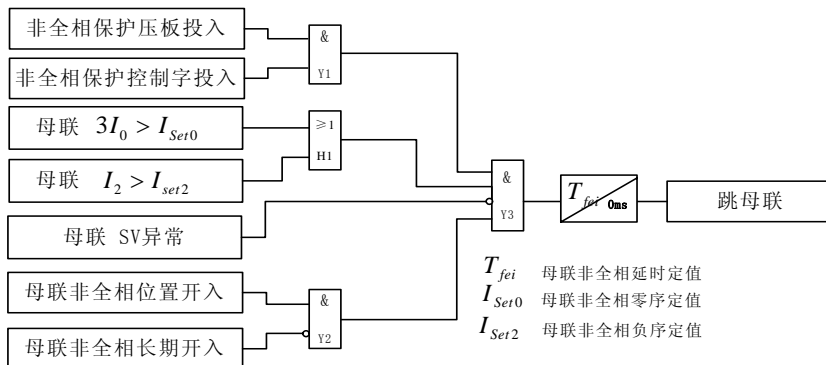 非全相保护压板投入
&
Y1
非全相保护控制字投入
母联 3I0 > ISet0
≥1
H1
母联 I2 > Iset2
&
Y3
Tfei 0ms
跳母联
母联 SV异常
母联非全相位置开入
&
Y2
母联非全相长期开入
Tfei 母联非全相延时定值
ISet0 母联非全相零序定值
ISet2 母联非全相负序定值